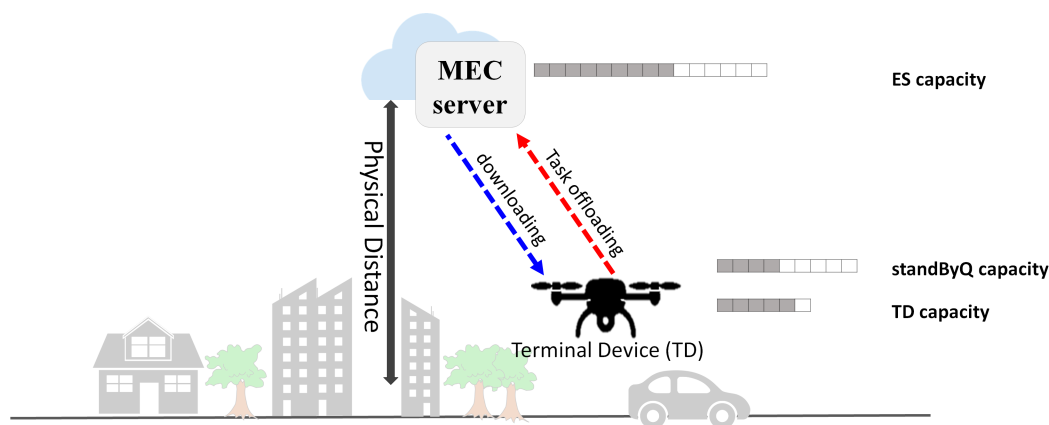 MEC
server
ES capacity
Physical Distance
downloading
Task offloading
standByQ capacity
TD capacity
Terminal Device (TD)